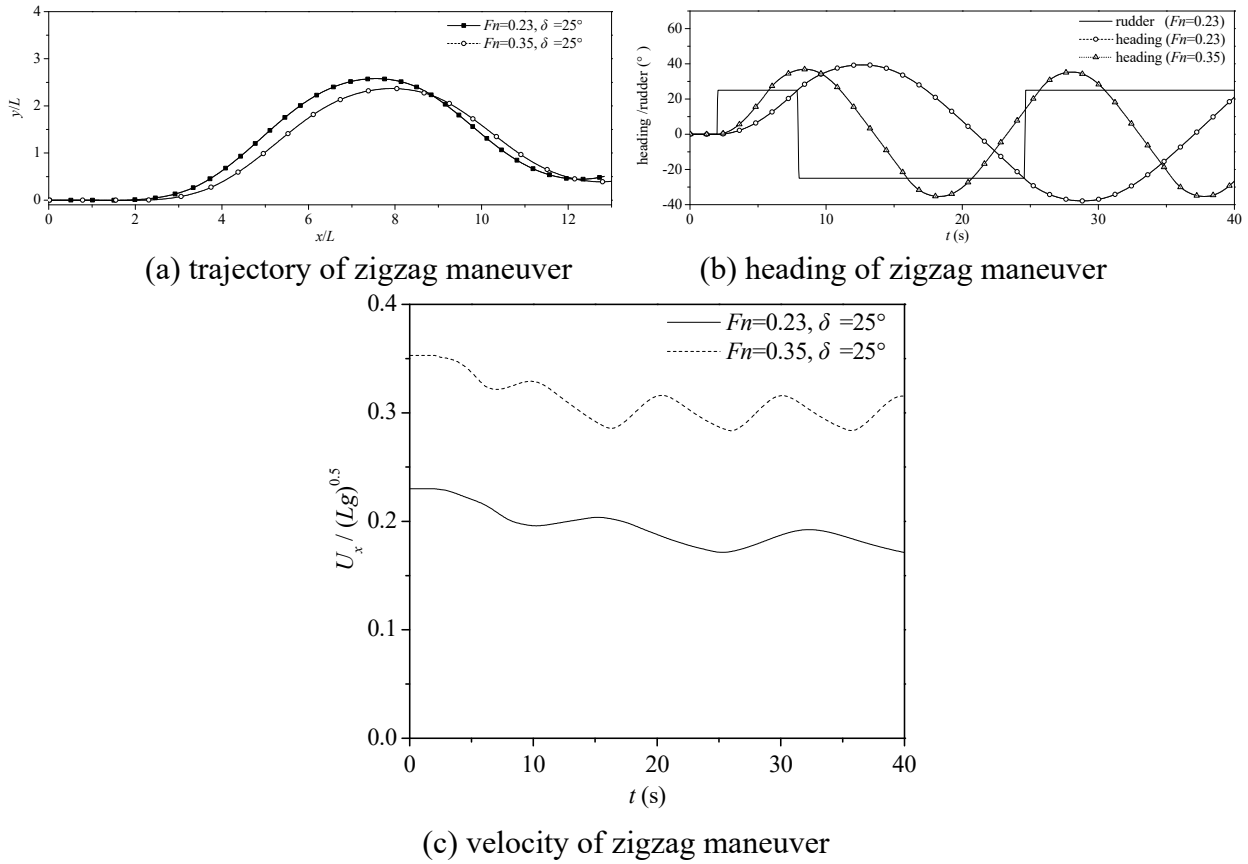 Fn=0.23, δ =25°
Fn=0.35, δ =25°
4
3
2
1
0
y/L
0 2 4 6 8 10 12
x/L
(a) trajectory of zigzag maneuver
rudder (Fn=0.23)
heading (Fn=0.23)
heading (Fn=0.35)
80
40
0
-40
heading /rudder (°)
0 10 20 30 40
t (s)
(b) heading of zigzag maneuver
Fn=0.23, δ =25°
Fn=0.35, δ =25°
0.4
0.3
0.2
0.1
0.0
U_x / (Lg)^0.5
0 10 20 30 40
t (s)
(c) velocity of zigzag maneuver